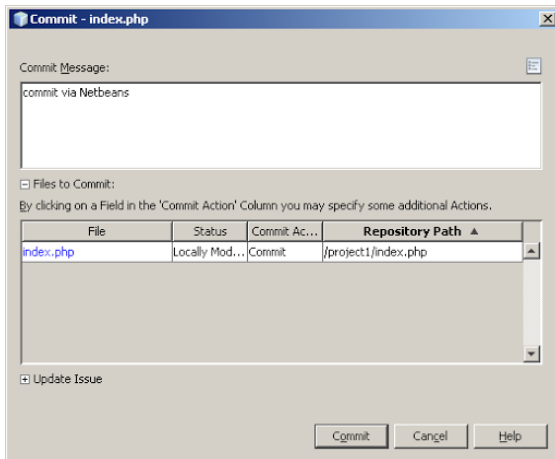 Commit - index.php
Commit Message:
commit via Netbeans
Files to Commit:
By clicking on a Field in the 'Commit Action' Column you may specify some additional Actions.
File Status Commit Ac... Repository Path
index.php Locally Mod... Commit /project1/index.php
Update Issue
Commit Cancel Help